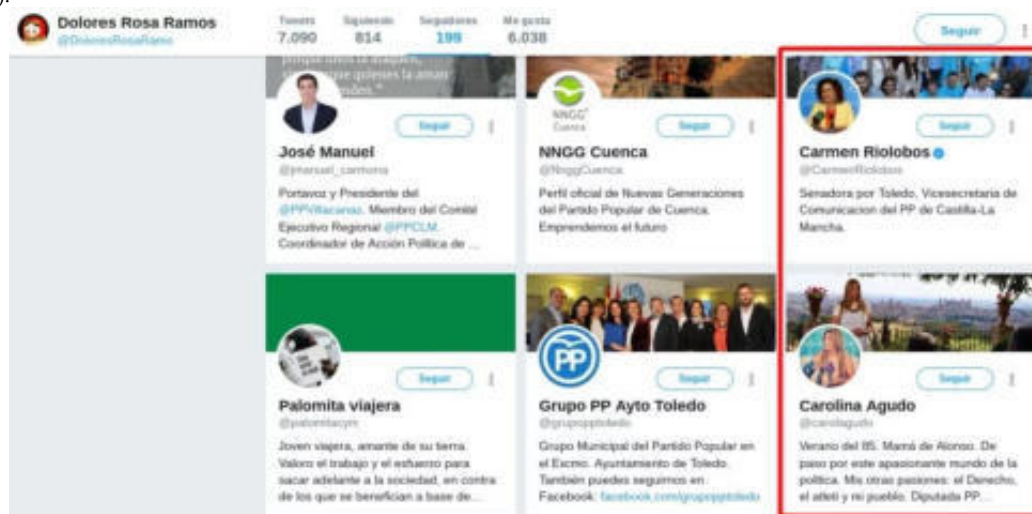 ).
Dolores Rosa Ramos
@DoloresRosaRamo
Tweets
7.090
Siguiendo
814
Seguidores
199
Me gusta
6.038
Seguir
José Manuel
@jmanuel_carmona
Portavoz y Presidente del
@PPVillacanas. Miembro del Comité
Ejecutivo Regional @PPCLM.
Coordinador de Acción Política de ...
Seguir
NNGG
Cuenca
NNGG Cuenca
@NnggCuenca
Perfil oficial de Nuevas Generaciones
del Partido Popular de Cuenca.
Emprendemos el futuro
Seguir
Carmen Riolobos
@CarmenRiolobos
Senadora por Toledo. Vicesecretaria de
Comunicacion del PP de Castilla-La
Mancha.
Seguir
Palomita viajera
@palomitacym
Joven viajera, amante de su tierra.
Valoro el trabajo y el esfuerzo para
sacar adelante a la sociedad, en contra
de los que se benefician a base de...
Seguir
PP
Grupo PP Ayto Toledo
@grupopptoledo
Grupo Municipal del Partido Popular en
el Excmo. Ayuntamiento de Toledo.
También puedes seguirnos en
Facebook: facebook.com/grupopptoledo
Seguir
Carolina Agudo
@carolagudo
Verano del 85. Mamá de Alonso. De
paso por este apasionante mundo de la
política. Mis otras pasiones: el Derecho,
el atleti y mi pueblo. Diputada PP...
Seguir